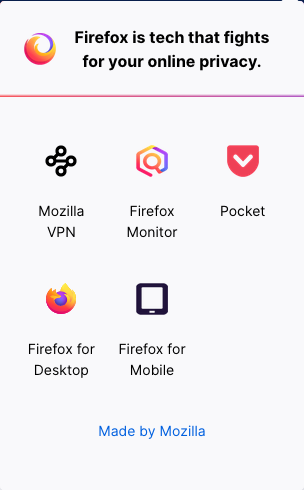 Firefox is tech that fights
for your online privacy.
Mozilla
VPN
Firefox
Monitor
Pocket
Firefox for
Desktop
Firefox for
Mobile
Made by Mozilla